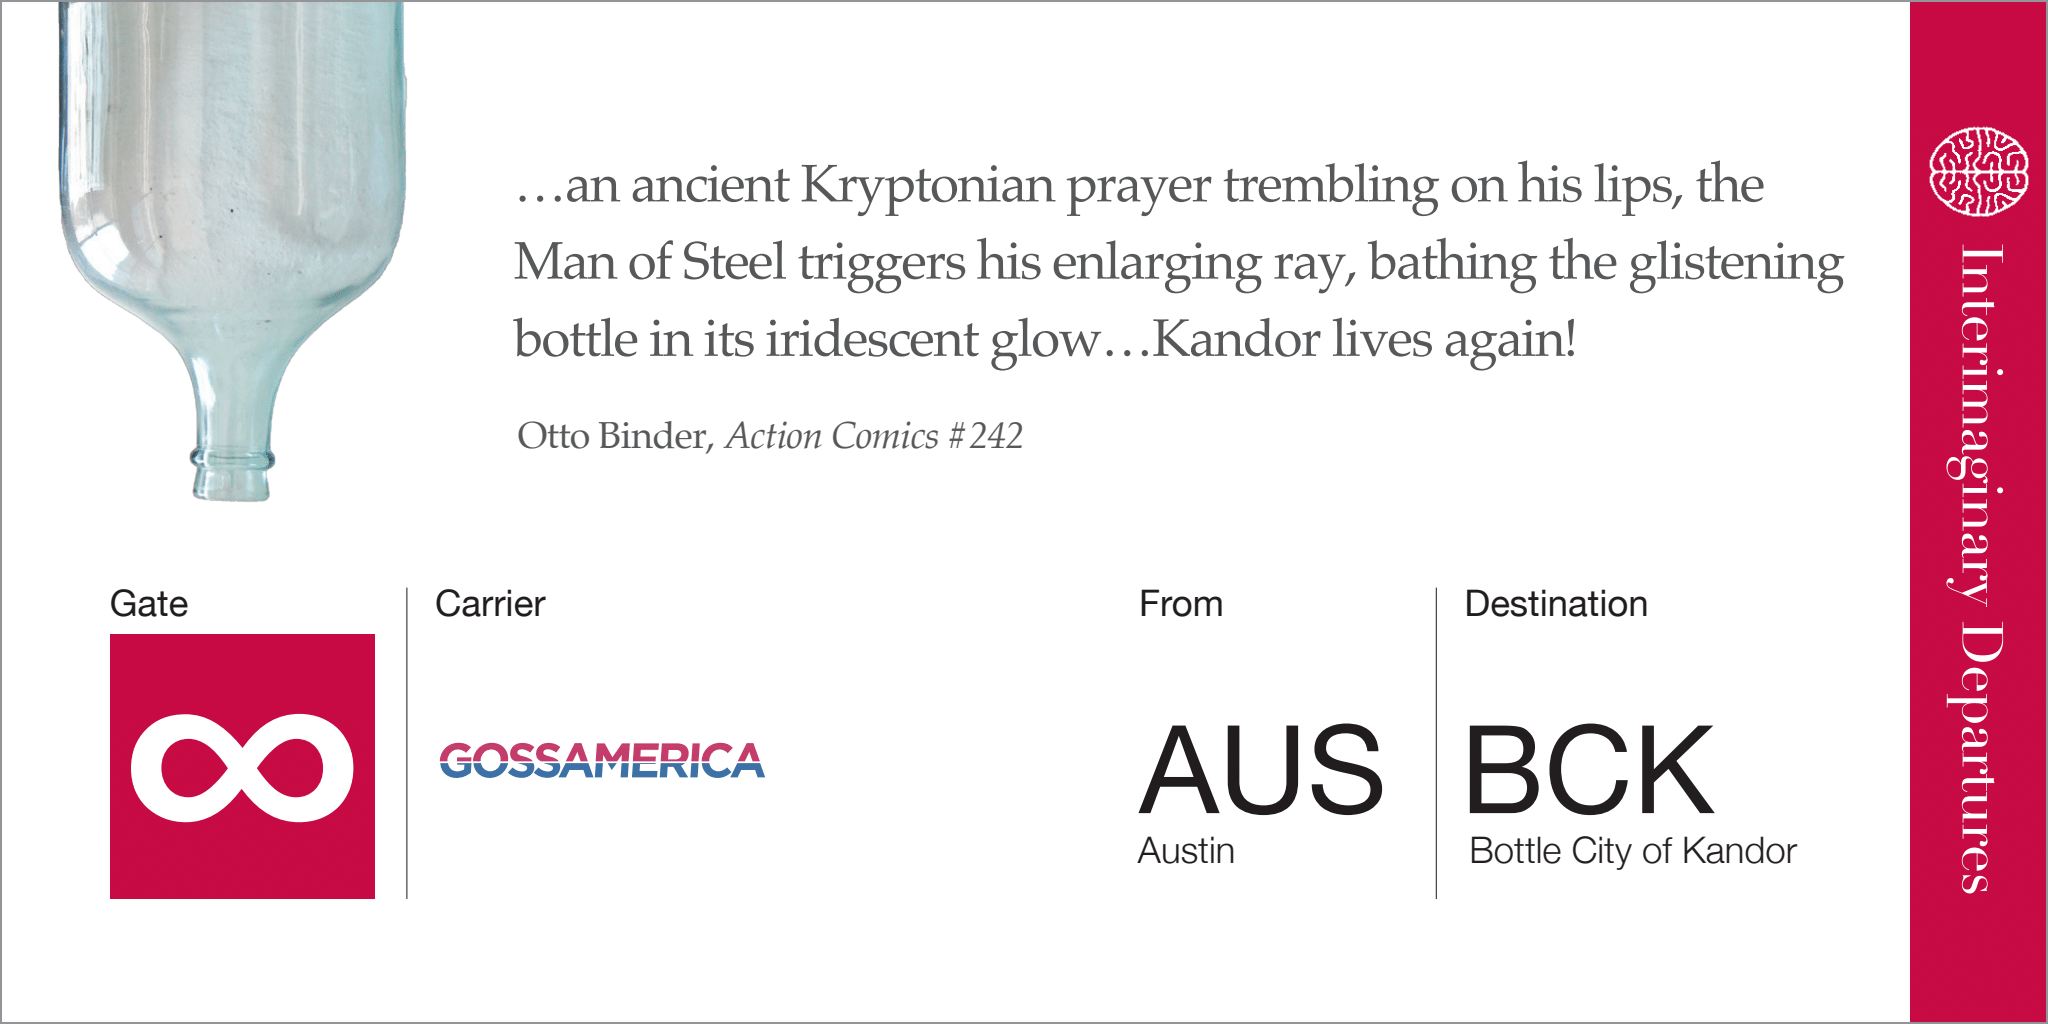 …an ancient Kryptonian prayer trembling on his lips, the
Man of Steel triggers his enlarging ray, bathing the glistening
bottle in its iridescent glow…Kandor lives again!
Otto Binder, Action Comics #242
Gate
∞
Carrier
GOSSAMERICA
From
AUS
Austin
Destination
BCK
Bottle City of Kandor
Interimaginary Departures